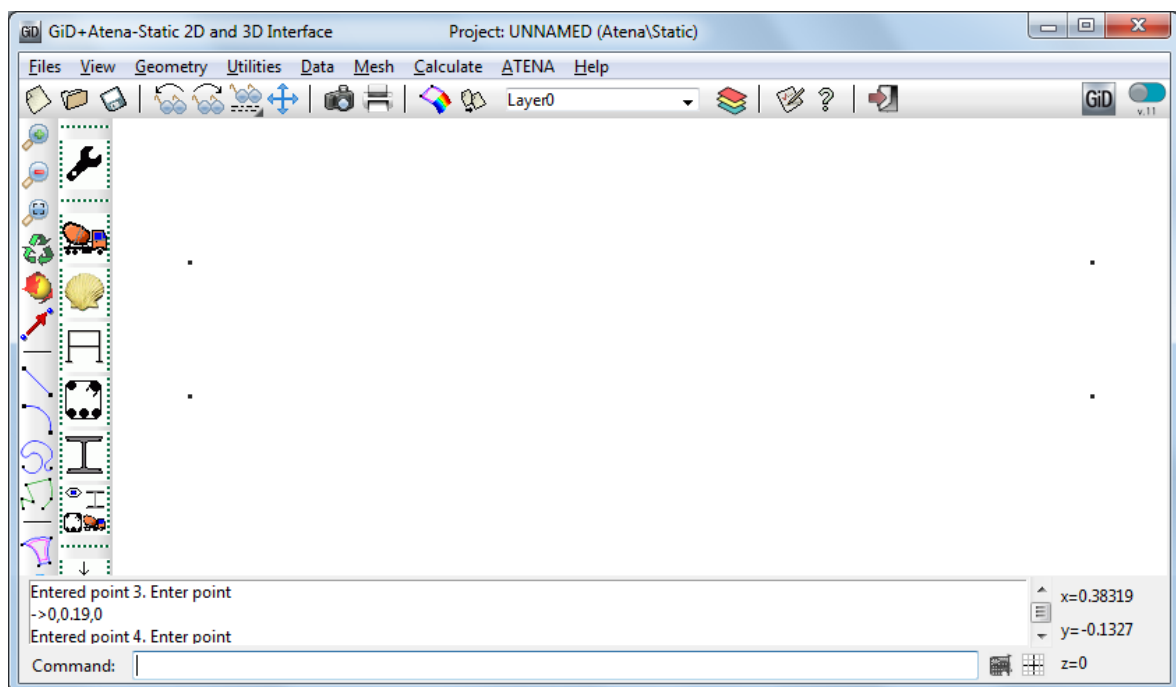 GiD GiD+Atena-Static 2D and 3D Interface Project: UNNAMED (Atena\Static)
Files View Geometry Utilities Data Mesh Calculate ATENA Help
Layer0 GiD
v.11
Entered point 3. Enter point
->0,0.19,0
Entered point 4. Enter point
x=0.38319
y=-0.1327
Command: z=0